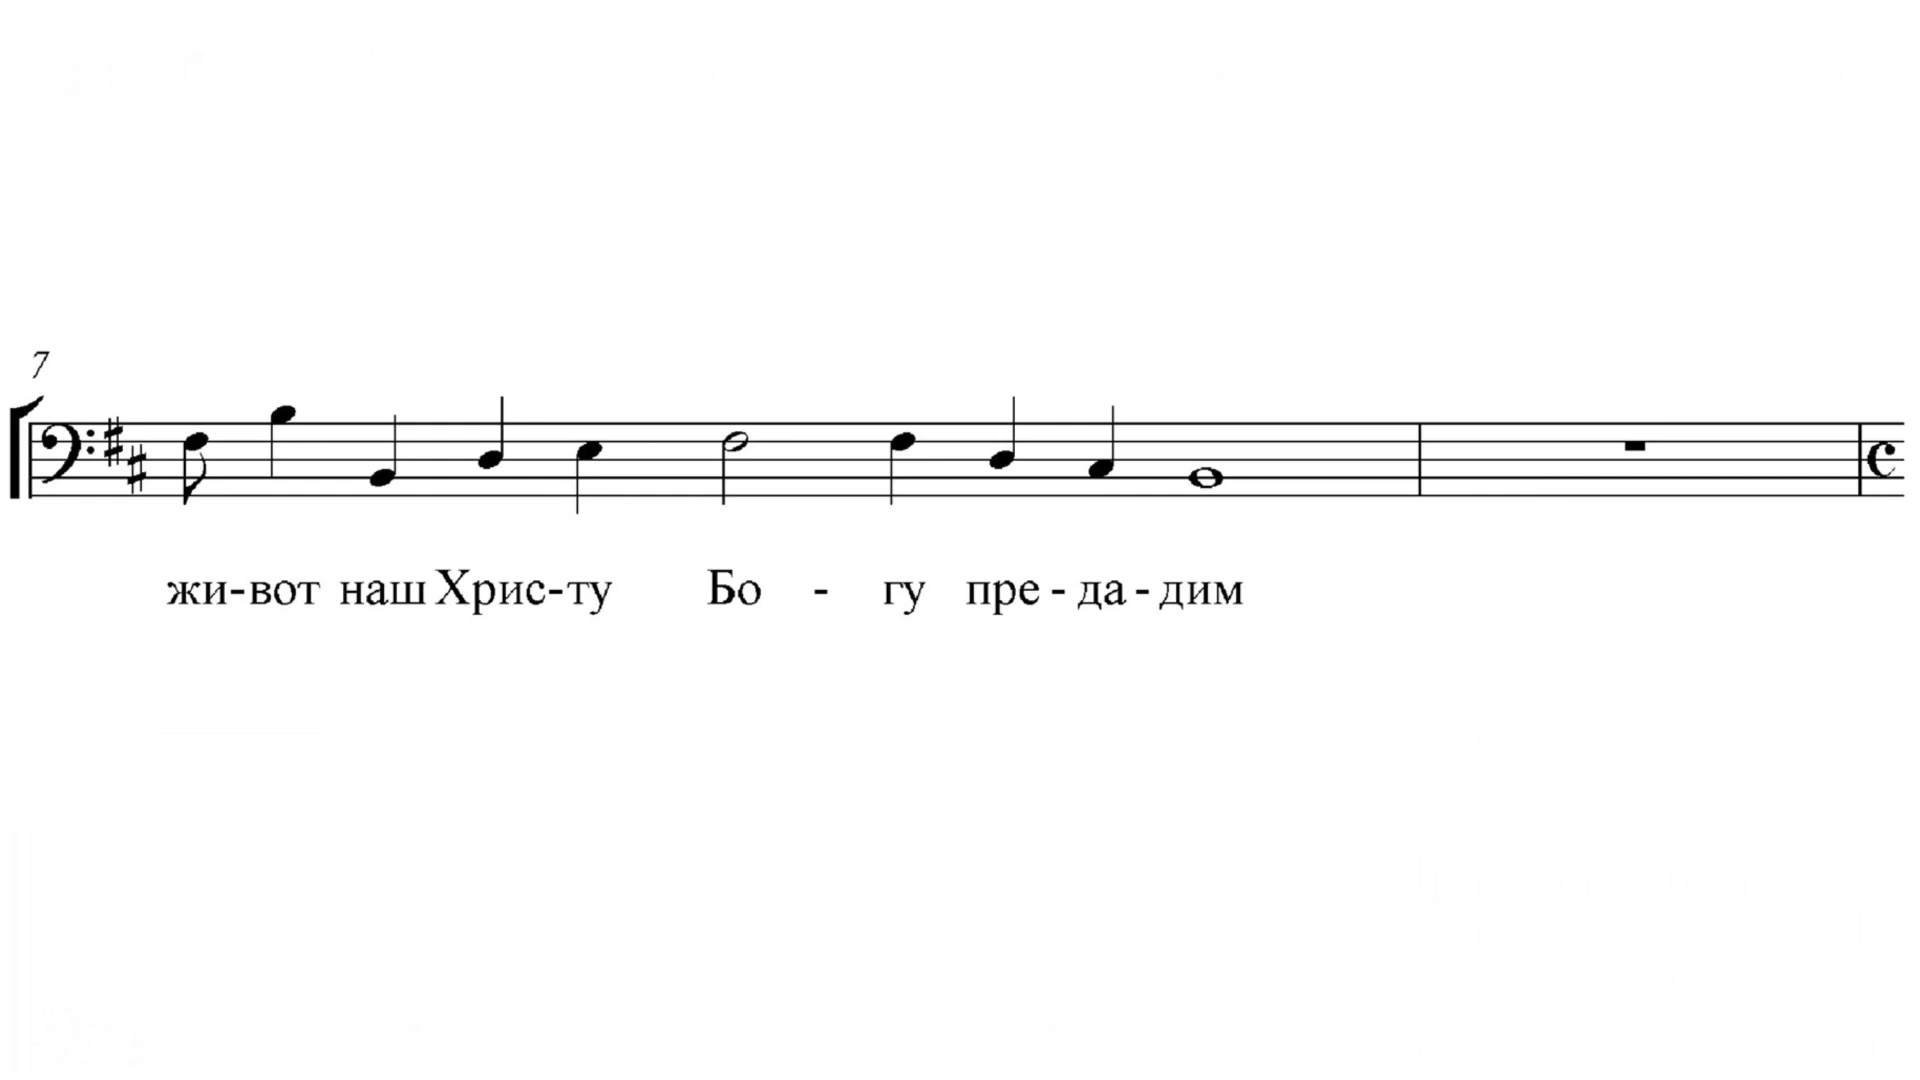 7
жи-вот наш Хрис-ту Бо - гу пре - да - дим